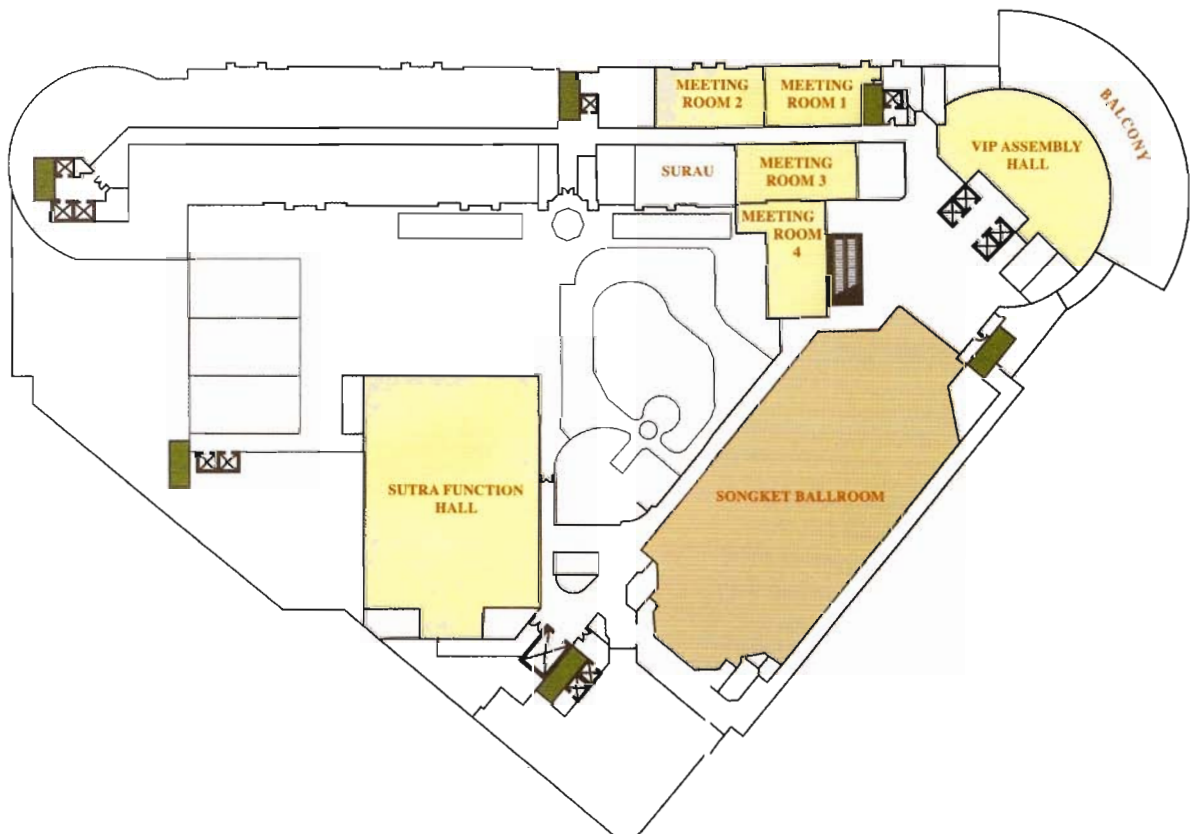 MEETING
ROOM 2
MEETING
ROOM 1
BALCONY
VIP ASSEMBLY
HALL
SURAU
MEETING
ROOM 3
MEETING
ROOM
4
SUTRA FUNCTION
HALL
SONGKET BALLROOM